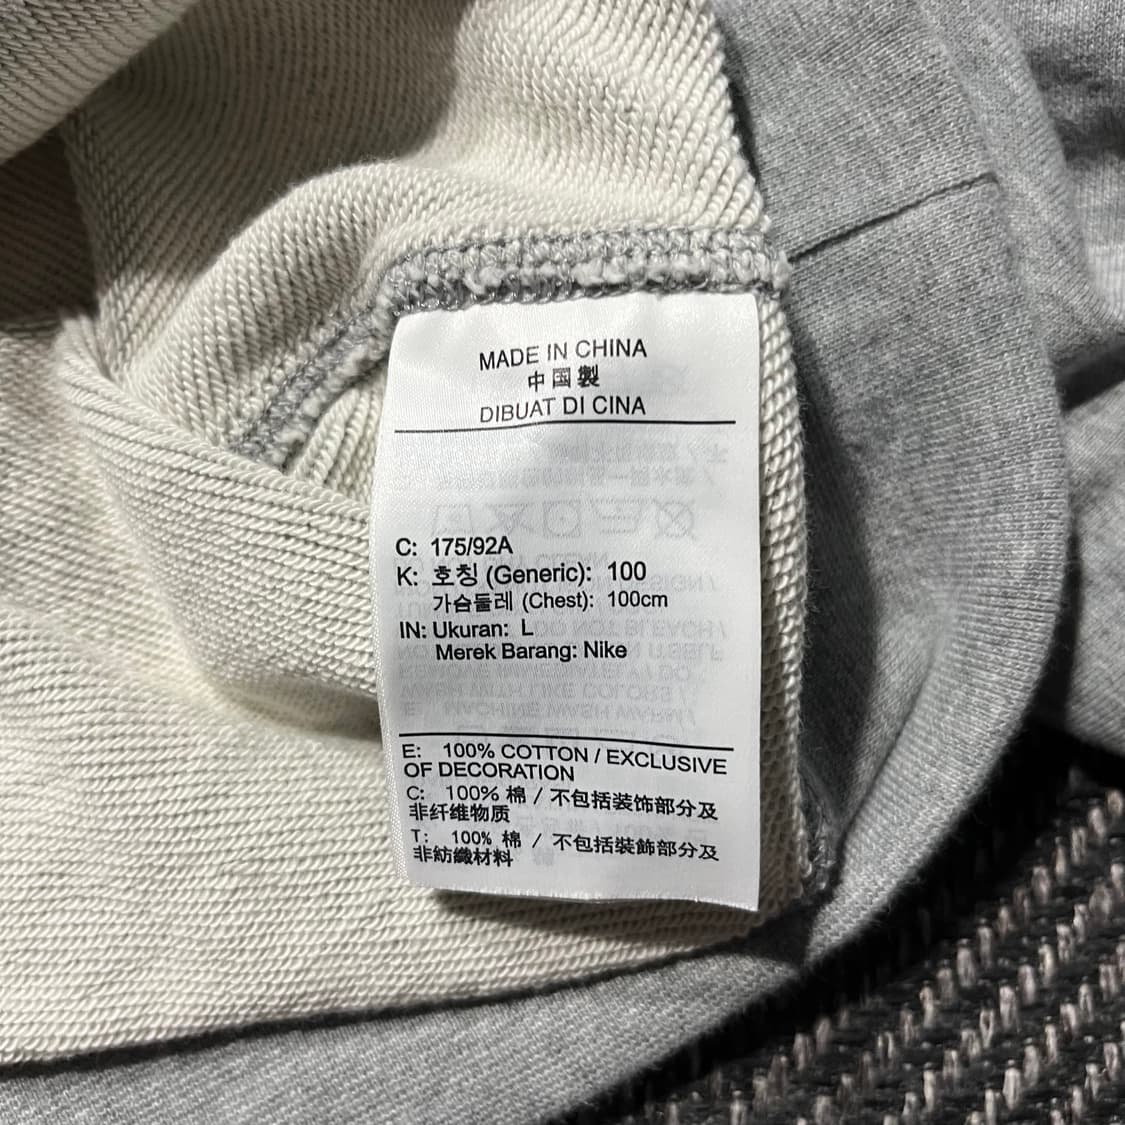 MADE IN CHINA
中国製
DIBUAT DI CINA
C: 175/92A
K: 호칭 (Generic): 100
가슴둘레 (Chest): 100cm
IN: Ukuran: L
Merek Barang: Nike
E: 100% COTTON / EXCLUSIVE
OF DECORATION
C: 100% 棉 / 不包括装饰部分及
非纤维物质
T: 100% 棉 / 不包括裝飾部分及
非紡織材料